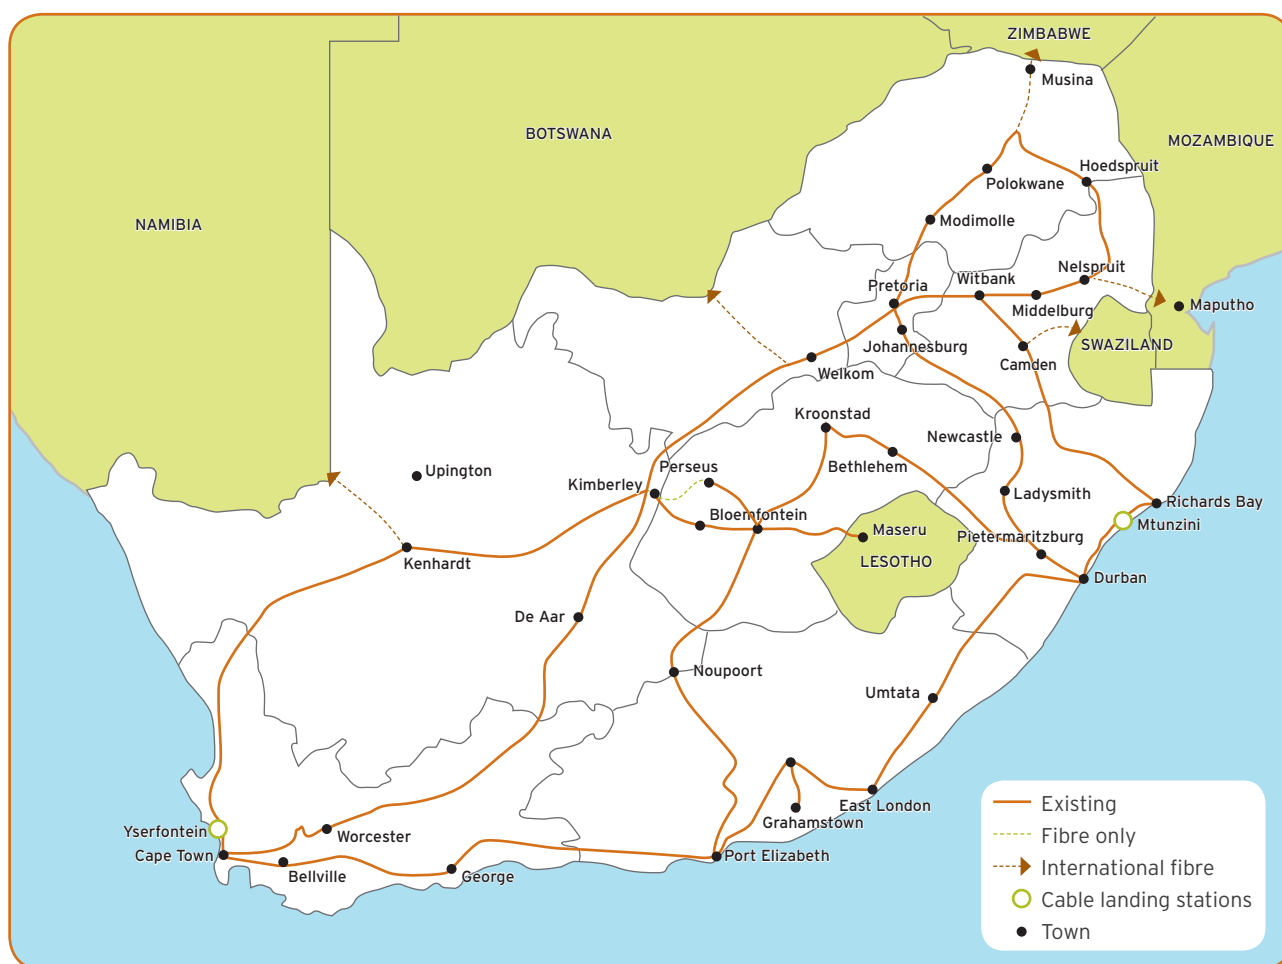 ZIMBABWE
Musina
BOTSWANA
MOZAMBIQUE
Hoedspruit
Polokwane
NAMIBIA
Modimolle
Nelspruit
Witbank
Pretoria
Maputho
Middelburg
Johannesburg
SWAZILAND
Camden
Welkom
Kroonstad
Newcastle
Bethlehem
Perseus
Upington
Kimberley
Ladysmith
Richards Bay
Bloemfontein
Mtunzini
Maseru
Pietermaritzburg
LESOTHO
Kenhardt
Durban
De Aar
Noupoort
Umtata
East London
Grahamstown
Yserfontein
Worcester
Cape Town
Port Elizabeth
Bellville
George
Existing
Fibre only
International fibre
Cable landing stations
Town